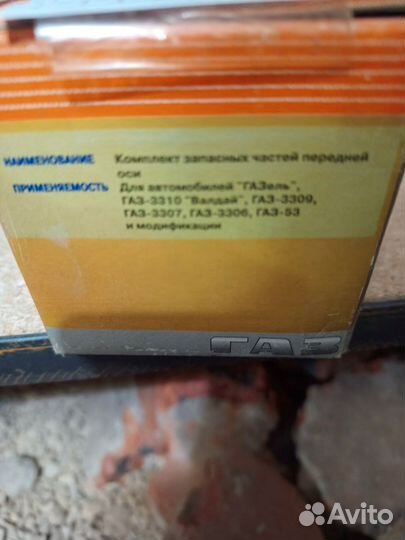 НАИМЕНОВАНИЕ Комплект запасных частей передней
оси
ПРИМЕНЯЕМОСТЬ Для автомобилей "ГАЗель",
ГАЗ-3310 "Валдай", ГАЗ-3309,
ГАЗ-3307, ГАЗ-3306, ГАЗ-53
и модификации
ГАЗ
Avito